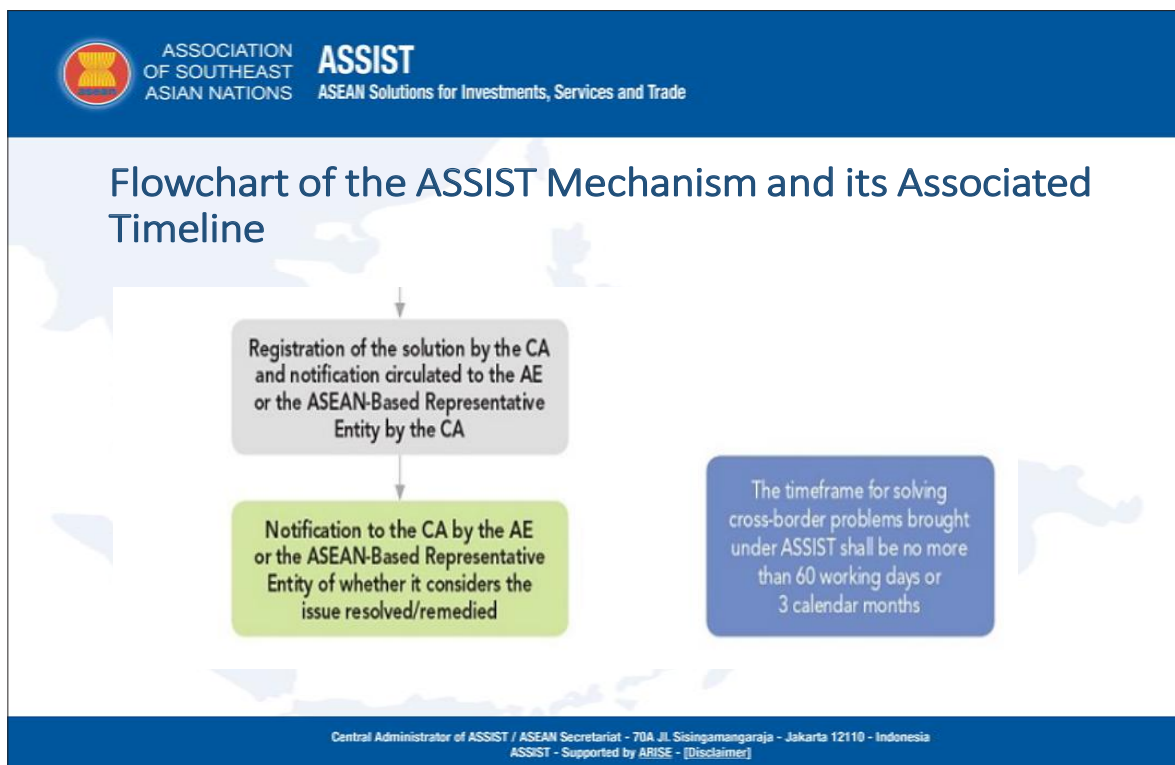 ASSOCIATION
OF SOUTHEAST
ASIAN NATIONS
asean
ASSIST
ASEAN Solutions for Investments, Services and Trade
Flowchart of the ASSIST Mechanism and its Associated
Timeline
Registration of the solution by the CA
and notification circulated to the AE
or the ASEAN-Based Representative
Entity by the CA
Notification to the CA by the AE
or the ASEAN-Based Representative
Entity of whether it considers the
issue resolved/remedied
The timeframe for solving
cross-border problems brought
under ASSIST shall be no more
than 60 working days or
3 calendar months
Central Administrator of ASSIST / ASEAN Secretariat - 70A Jl. Sisingamangaraja - Jakarta 12110 - Indonesia
ASSIST - Supported by ARISE - [Disclaimer]